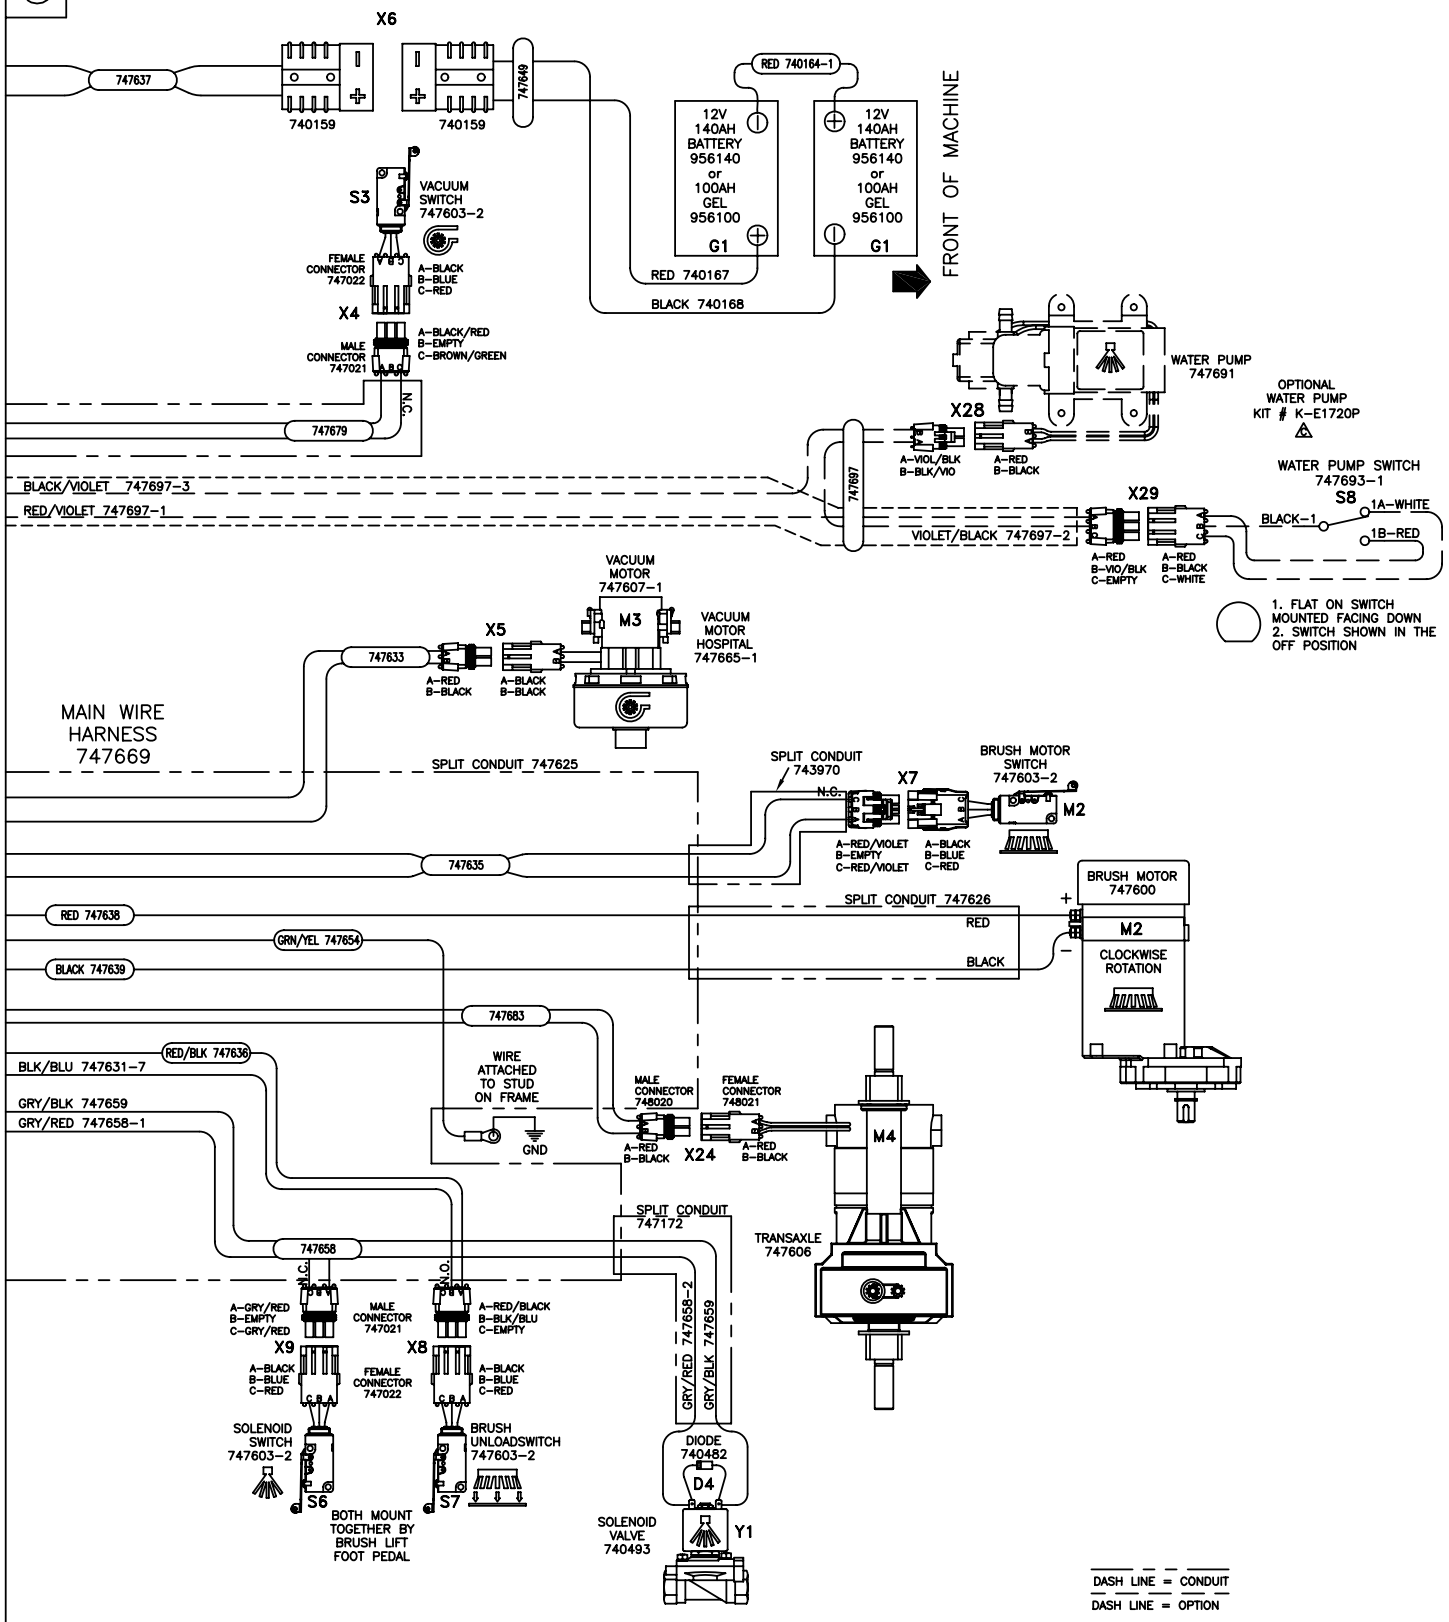 X6
747637
747649
RED 740164-1
740159
740159
12V
140AH
BATTERY
956140
or
100AH
GEL
956100
G1
12V
140AH
BATTERY
956140
or
100AH
GEL
956100
G1
FRONT OF MACHINE
S3
VACUUM
SWITCH
747603-2
RED 740167
BLACK 740168
FEMALE
CONNECTOR
747022
A-BLACK
B-BLUE
C-RED
X4
MALE
CONNECTOR
747021
A-BLACK/RED
B-EMPTY
C-BROWN/GREEN
A B C
N.C.
747679
WATER PUMP
747691
OPTIONAL
WATER PUMP
KIT # K-E1720P
C
X28
A-VIOL/BLK
B-BLK/VIO
A-RED
B-BLACK
747697
BLACK/VIOLET 747697-3
RED/VIOLET 747697-1
VIOLET/BLACK 747697-2
WATER PUMP SWITCH
747693-1
S8
X29
BLACK-1
1A-WHITE
1B-RED
A-RED
B-VIO/BLK
C-EMPTY
A-RED
B-BLACK
C-WHITE
1. FLAT ON SWITCH
MOUNTED FACING DOWN
2. SWITCH SHOWN IN THE
OFF POSITION
VACUUM
MOTOR
747607-1
M3
VACUUM
MOTOR
HOSPITAL
747665-1
X5
747633
A-RED
B-BLACK
A-BLACK
B-BLACK
MAIN WIRE
HARNESS
747669
SPLIT CONDUIT 747625
SPLIT CONDUIT
743970
N.C.
X7
BRUSH MOTOR
SWITCH
747603-2
M2
A-RED/VIOLET
B-EMPTY
C-RED/VIOLET
A-BLACK
B-BLUE
C-RED
747635
SPLIT CONDUIT 747626
RED 747638
RED
GRN/YEL 747654
BLACK 747639
BLACK
BRUSH MOTOR
747600
+
M2
−
CLOCKWISE
ROTATION
747683
RED/BLK 747636
BLK/BLU 747631-7
GRY/BLK 747659
GRY/RED 747658-1
WIRE
ATTACHED
TO STUD
ON FRAME
GND
MALE
CONNECTOR
748020
FEMALE
CONNECTOR
748021
A-RED
B-BLACK
X24
A-RED
B-BLACK
M4
TRANSAXLE
747606
SPLIT CONDUIT
747172
747658
N.C.
N.O.
A-GRY/RED
B-EMPTY
C-GRY/RED
MALE
CONNECTOR
747021
A-RED/BLACK
B-BLK/BLU
C-EMPTY
X9
X8
A-BLACK
B-BLUE
C-RED
FEMALE
CONNECTOR
747022
A-BLACK
B-BLUE
C-RED
C B A
C B A
GRY/RED 747658-2
GRY/BLK 747659
SOLENOID
SWITCH
747603-2
S6
BRUSH
UNLOADSWITCH
747603-2
S7
BOTH MOUNT
TOGETHER BY
BRUSH LIFT
FOOT PEDAL
DIODE
740482
D4
SOLENOID
VALVE
740493
Y1
DASH LINE = CONDUIT
DASH LINE = OPTION